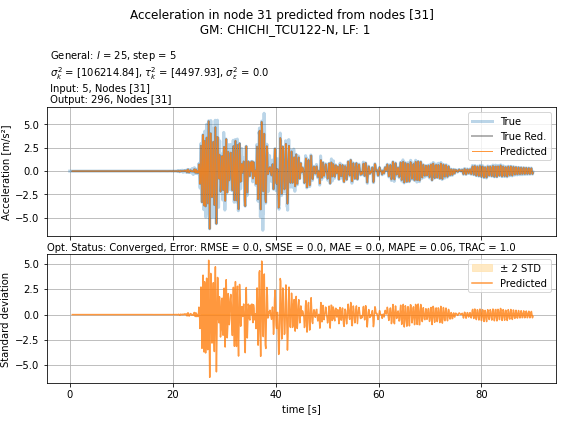 Acceleration in node 31 predicted from nodes [31]
GM: CHICHI_TCU122-N, LF: 1
General: l = 25, step = 5
σ²ₖ = [106214.84], τ²ₖ = [4497.93], σ²ε = 0.0
Input: 5, Nodes [31]
Output: 296, Nodes [31]
Acceleration [m/s²]
5.0
2.5
0.0
−2.5
−5.0
True
True Red.
Predicted
Opt. Status: Converged, Error: RMSE = 0.0, SMSE = 0.0, MAE = 0.0, MAPE = 0.06, TRAC = 1.0
Standard deviation
5.0
2.5
0.0
−2.5
−5.0
± 2 STD
Predicted
0 20 40 60 80
time [s]